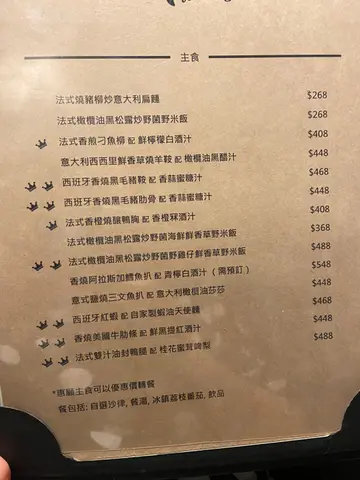 主食
法式燒豬柳炒意大利扁麵 $268
法式橄欖油黑松露炒野菌野米飯 $268
法式香煎刁魚柳 配 鮮檸檬白酒汁 $408
意大利西西里鮮香草燒羊鞍 配 橄欖油黑醋汁 $448
西班牙香燒黑毛豬鞍 配 香蒜蜜糖汁 $468
西班牙香燒黑毛豬肋骨 配 香蒜蜜糖汁 $448
法式香橙燒釀鴨胸 配 香橙冧酒汁 $408
法式橄欖油黑松露炒野菌海鮮鮮香草野米飯 $368
法式橄欖油黑松露炒野菌雞仔鮮香草野米飯 $488
香燒阿拉斯加鱈魚扒 配 青檸白酒汁（需預訂） $548
意式鹽燒三文魚扒 配 意大利橄欖油莎莎 $448
西班牙紅蝦 配 自家製蝦油天使麵 $468
香燒美國牛肋條 配 鮮黑提紅酒汁 $448
法式雙汁油封鴨腿 配 桂花蜜茸啤梨 $488
*惠顧主食可以優惠價轉餐
餐包括: 自選沙律, 餐湯, 冰鎮荔枝番茄, 飲品